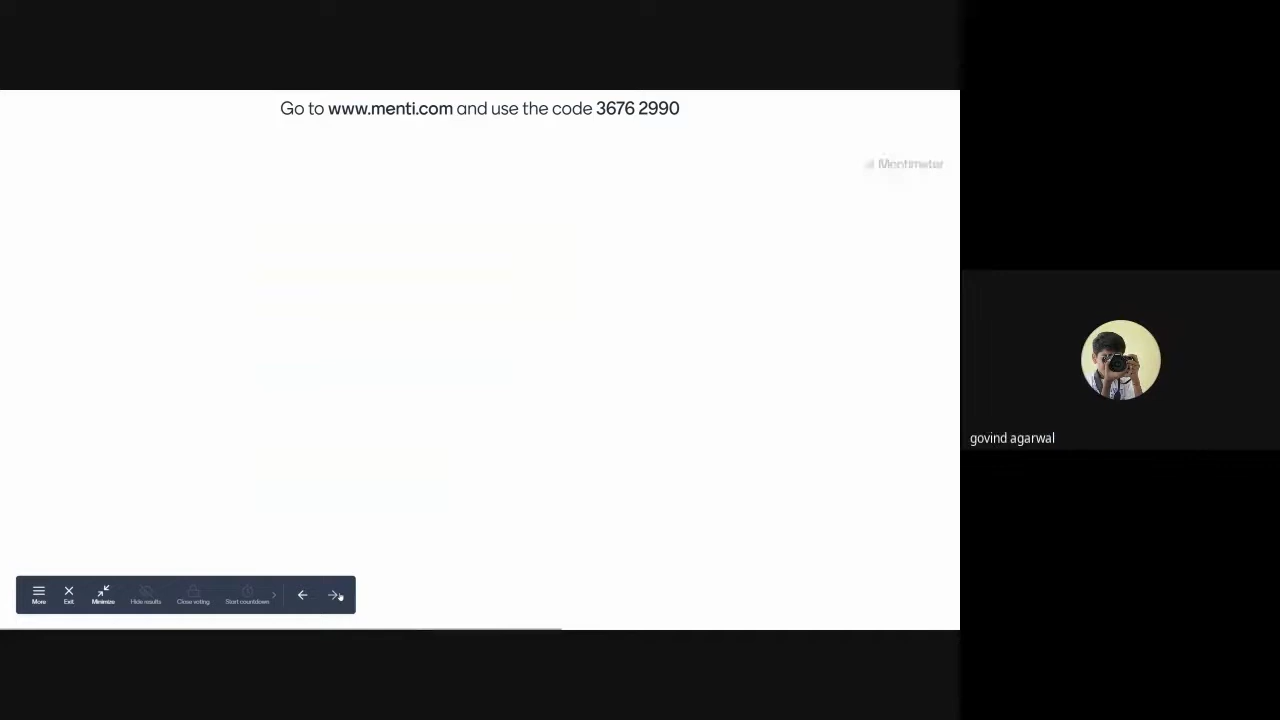 Go to www.menti.com and use the code 3676 2990
Mentimeter
govind agarwal
More
Exit
Minimize
Hide results
Close voting
Start countdown